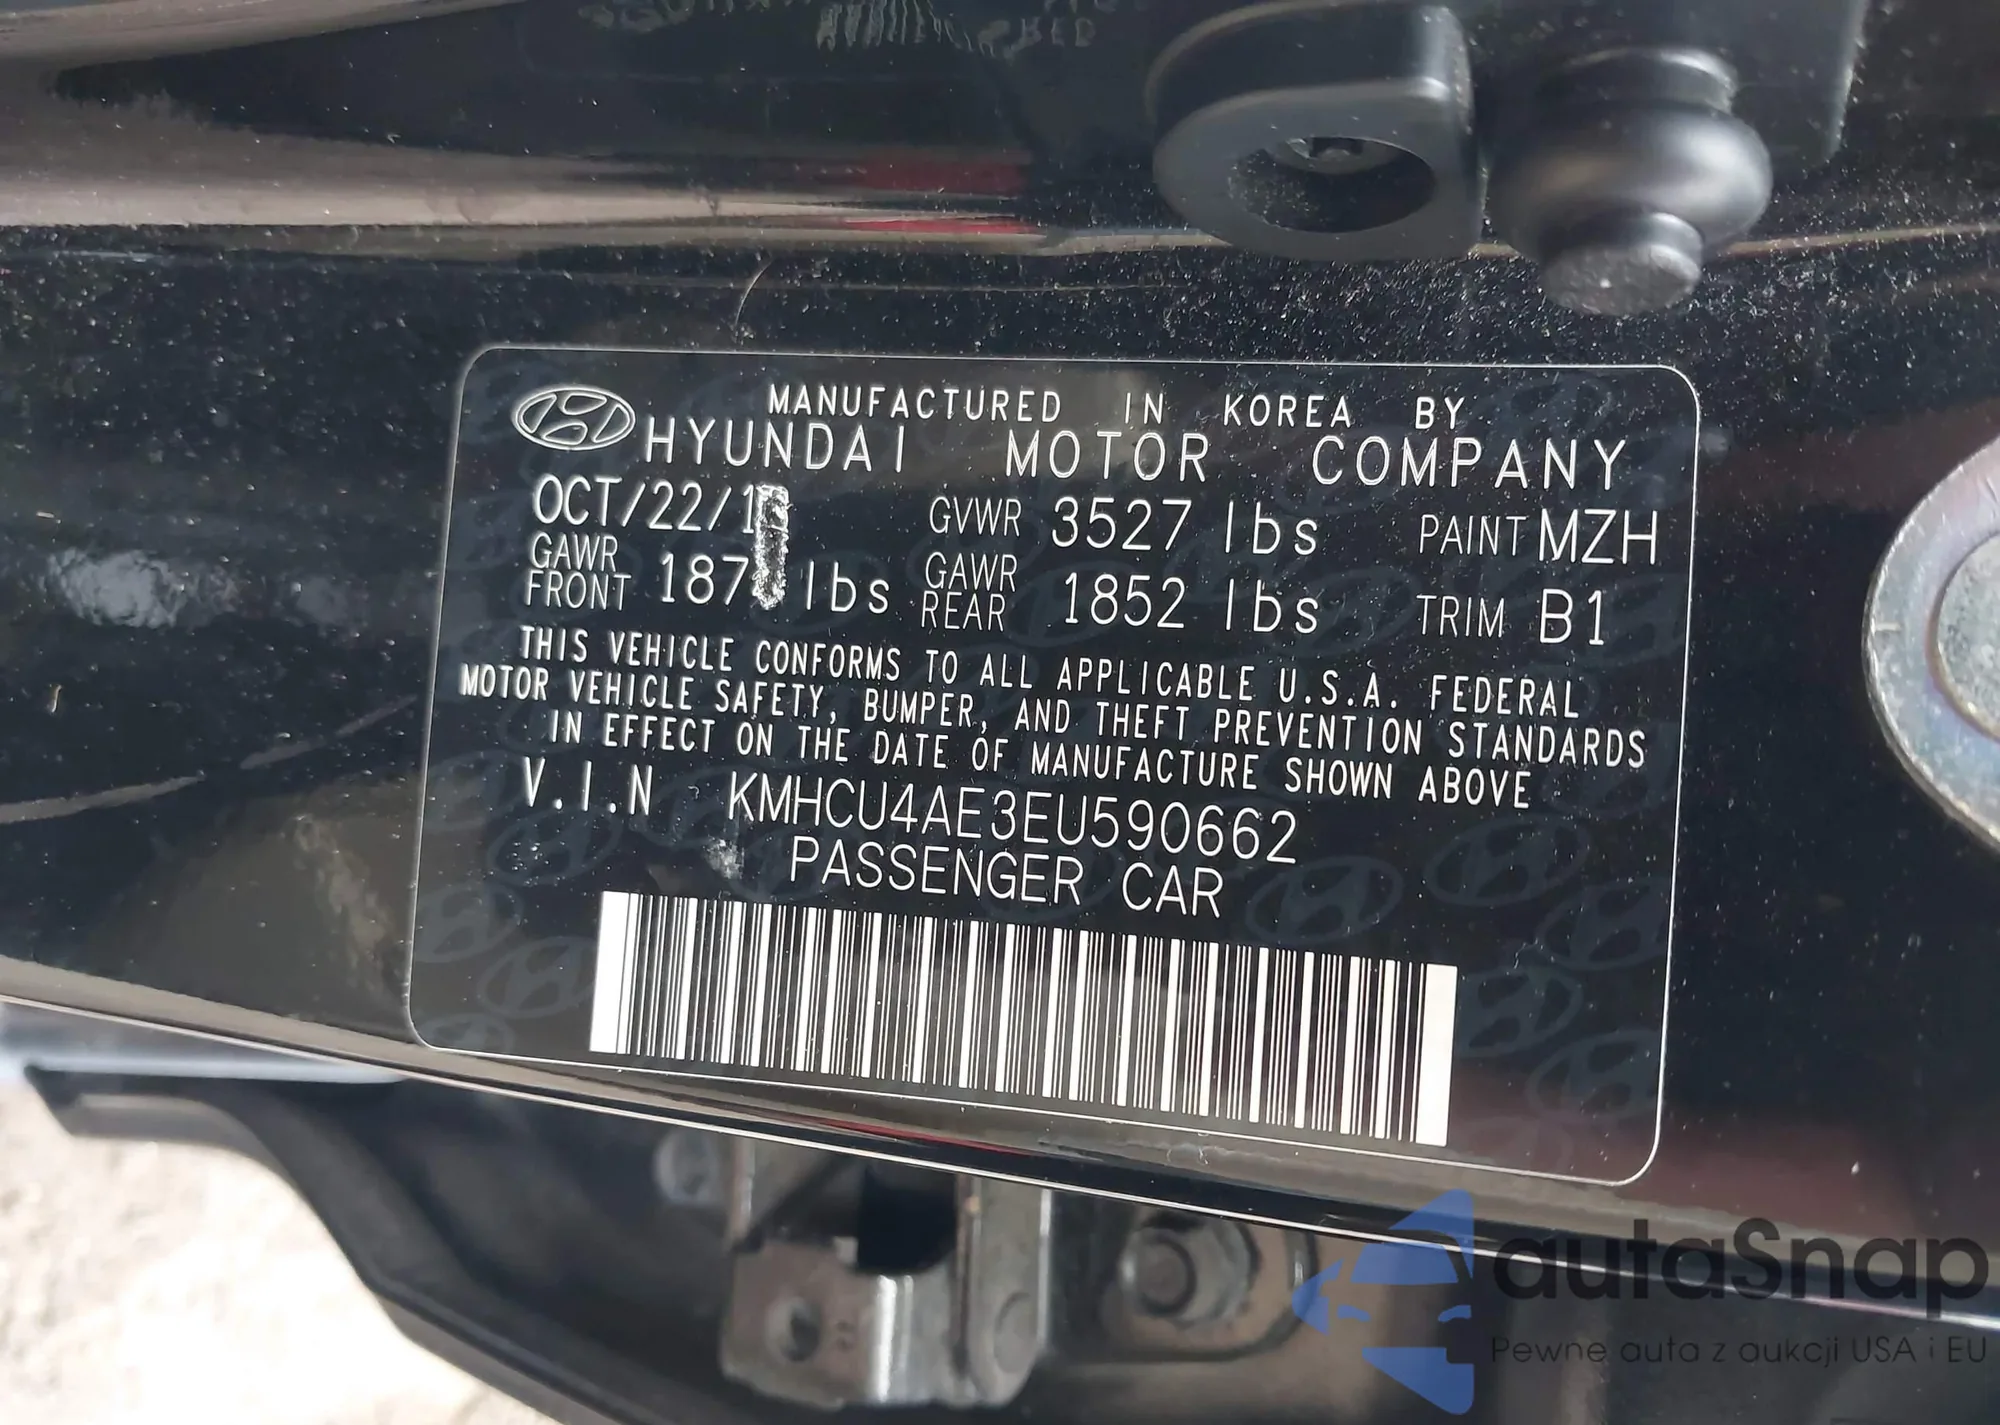 MANUFACTURED IN KOREA BY
HYUNDAI MOTOR COMPANY
GVWR 3527 lbs PAINT MZH
GAWR FRONT lbs GAWR REAR 1852 lbs TRIM B1
THIS VEHICLE CONFORMS TO ALL APPLICABLE U.S.A. FEDERAL
MOTOR VEHICLE SAFETY, BUMPER, AND THEFT PREVENTION STANDARDS
IN EFFECT ON THE DATE OF MANUFACTURE SHOWN ABOVE
V.I.N KMHCU4AE3EU590662
PASSENGER CAR
autaSnap
Pewne auta z aukcji USA i EU